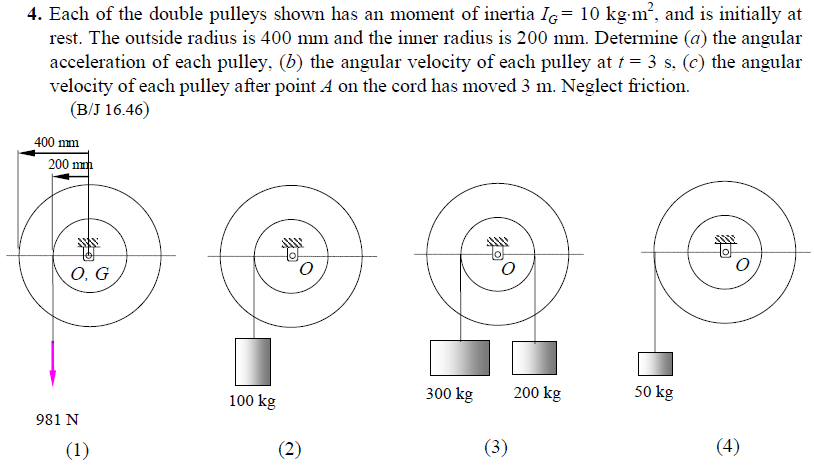 4. Each of the double pulleys shown has an moment of inertia I_G= 10 kg·m², and is initially at
rest. The outside radius is 400 mm and the inner radius is 200 mm. Determine (a) the angular
acceleration of each pulley, (b) the angular velocity of each pulley at t = 3 s, (c) the angular
velocity of each pulley after point A on the cord has moved 3 m. Neglect friction.
(B/J 16.46)
400 mm
200 mm
O, G
O
O
O
100 kg
300 kg
200 kg
50 kg
981 N
(1)
(2)
(3)
(4)